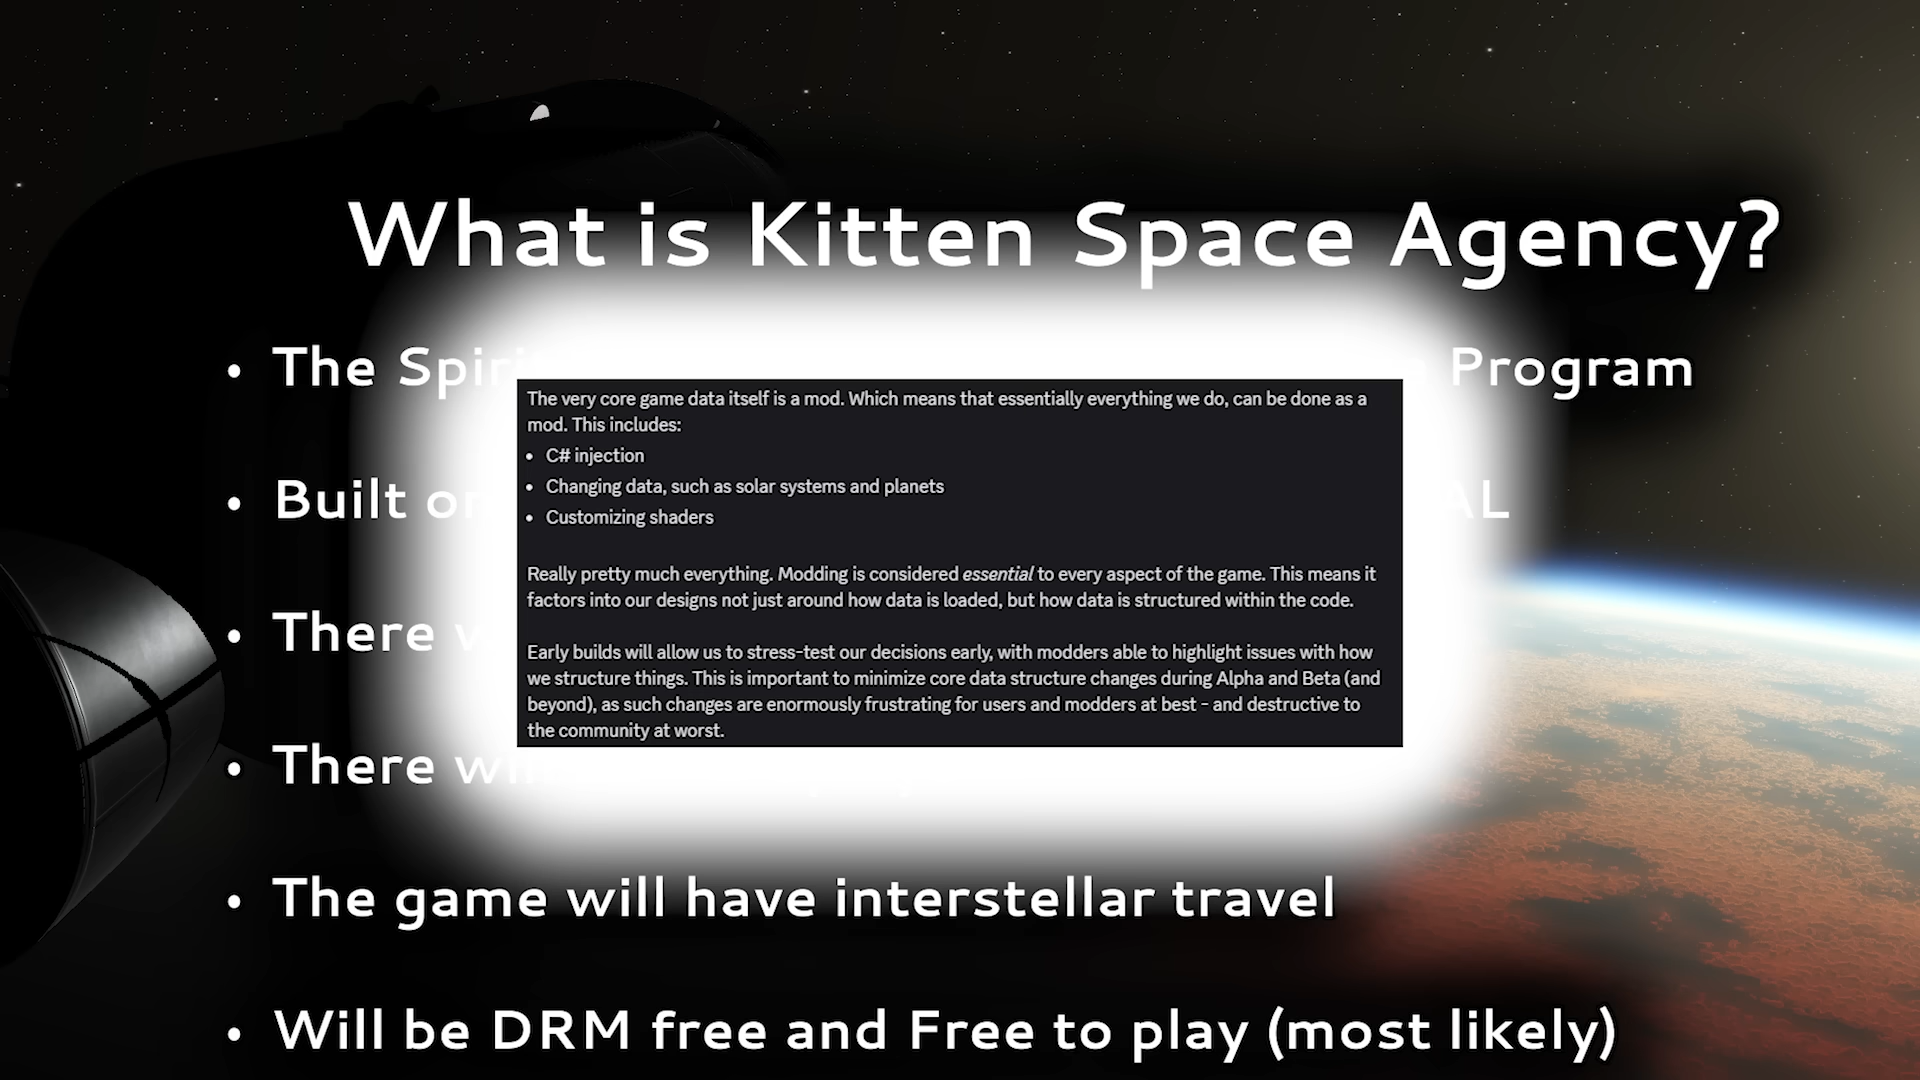 What is Kitten Space Agency?
• The Program
• Built
• There
• There
• The game will have interstellar travel
• Will be DRM free and Free to play (most likely)
The very core game data itself is a mod. Which means that essentially everything we do, can be done as a
mod. This includes:
• C# injection
• Changing data, such as solar systems and planets
• Customizing shaders
Really pretty much everything. Modding is considered essential to every aspect of the game. This means it
factors into our designs not just around how data is loaded, but how data is structured within the code.
Early builds will allow us to stress-test our decisions early, with modders able to highlight issues with how
we structure things. This is important to minimize core data structure changes during Alpha and Beta (and
beyond), as such changes are enormously frustrating for users and modders at best - and destructive to
the community at worst.